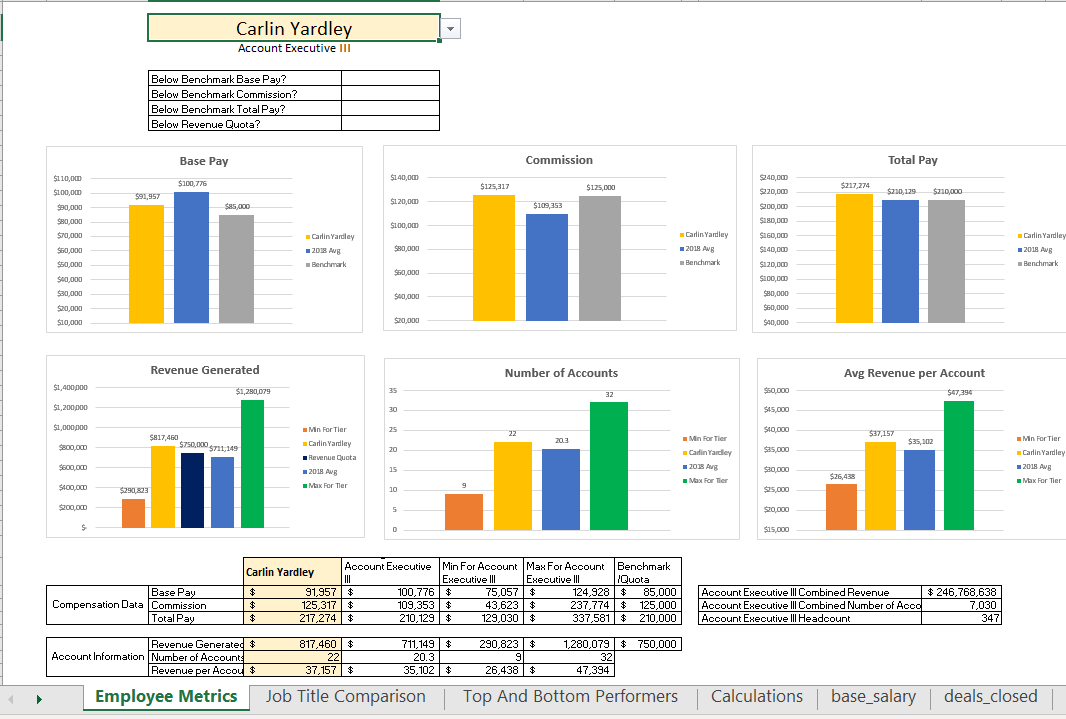 Carlin Yardley
Account Executive III
Below Benchmark Base Pay?
Below Benchmark Commission?
Below Benchmark Total Pay?
Below Revenue Quota?
Base Pay
$110,000
$100,000
$90,000
$80,000
$70,000
$60,000
$50,000
$40,000
$30,000
$20,000
$10,000
$91,957
$100,776
$85,000
Carlin Yardley
2018 Avg
Benchmark
Commission
$140,000
$120,000
$100,000
$80,000
$60,000
$40,000
$20,000
$125,317
$109,353
$125,000
Carlin Yardley
2018 Avg
Benchmark
Total Pay
$240,000
$220,000
$200,000
$180,000
$160,000
$140,000
$120,000
$100,000
$80,000
$60,000
$40,000
$217,274
$210,129
$210,000
Carlin Yardley
2018 Avg
Benchmark
Revenue Generated
$1,400,000
$1,200,000
$1,000,000
$800,000
$600,000
$400,000
$200,000
$-
$290,823
$817,460
$750,000
$711,149
$1,280,079
Min For Tier
Carlin Yardley
Revenue Quota
2018 Avg
Max For Tier
Number of Accounts
35
30
25
20
15
10
5
0
9
22
20.3
32
Min For Tier
Carlin Yardley
2018 Avg
Max For Tier
Avg Revenue per Account
$50,000
$45,000
$40,000
$35,000
$30,000
$25,000
$20,000
$15,000
$26,438
$37,157
$35,102
$47,394
Min For Tier
Carlin Yardley
2018 Avg
Max For Tier
Carlin Yardley Account Executive III Min For Account Executive III Max For Account Executive III Benchmark /Quota
Compensation Data
Base Pay $ 91,957 $ 100,776 $ 75,057 $ 124,928 $ 85,000
Commission $ 125,317 $ 109,353 $ 43,623 $ 237,774 $ 125,000
Total Pay $ 217,274 $ 210,129 $ 129,030 $ 337,581 $ 210,000
Account Information
Revenue Generated $ 817,460 $ 711,149 $ 290,823 $ 1,280,079 $ 750,000
Number of Accounts 22 20.3 9 32
Revenue per Accou $ 37,157 $ 35,102 $ 26,438 $ 47,394
Account Executive III Combined Revenue $ 246,768,638
Account Executive III Combined Number of Acco 7,030
Account Executive III Headcount 347
Employee Metrics Job Title Comparison Top And Bottom Performers Calculations base_salary deals_closed